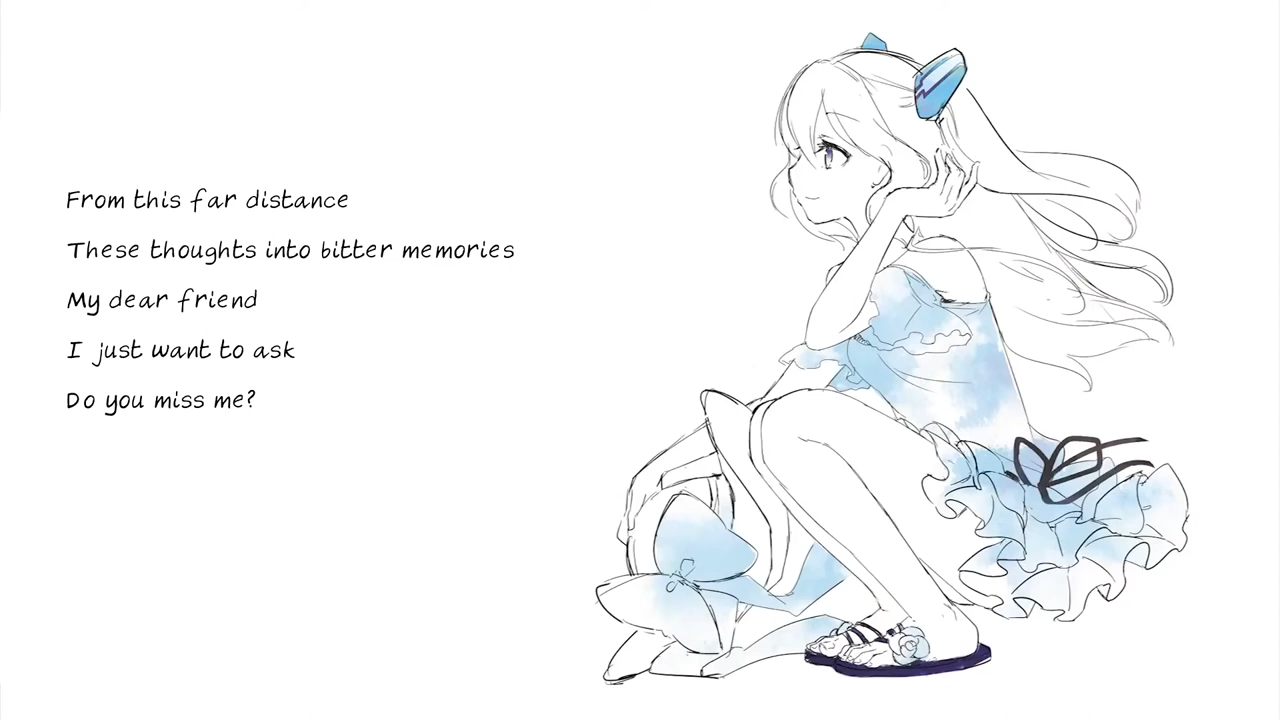 From this far distance
These thoughts into bitter memories
My dear friend
I just want to ask
Do you miss me?